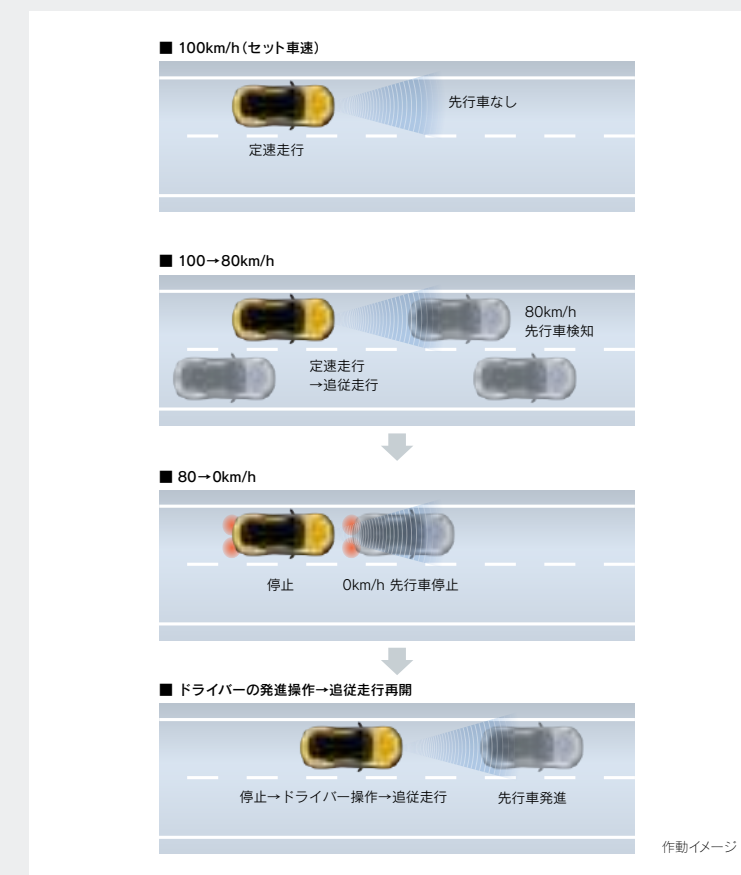 ■ 100km/h（セット車速）
先行車なし
定速走行
■ 100→80km/h
80km/h
先行車検知
定速走行
→追従走行
■ 80→0km/h
停止
0km/h 先行車停止
■ ドライバーの発進操作→追従走行再開
停止→ドライバー操作→追従走行
先行車発進
作動イメージ